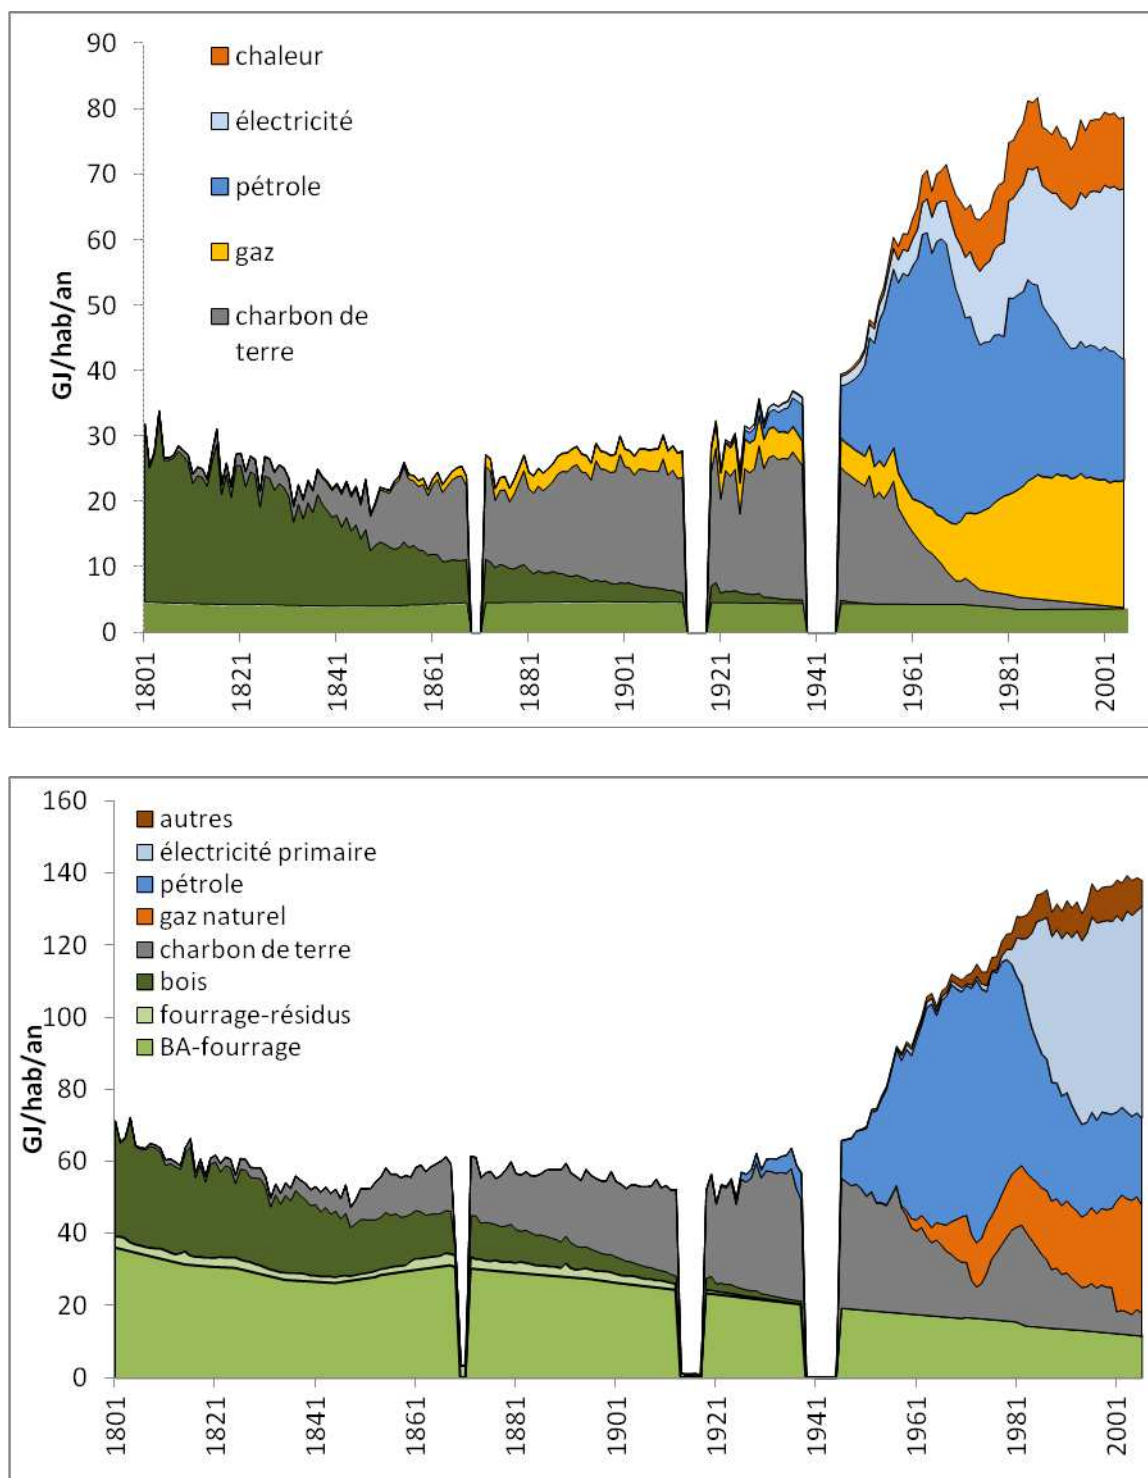 90
80
70
60
50
40
30
20
10
0
GJ/hab/an
chaleur
électricité
pétrole
gaz
charbon de
terre
1801
1821
1841
1861
1881
1901
1921
1941
1961
1981
2001
160
140
120
100
80
60
40
20
0
GJ/hab/an
autres
électricité primaire
pétrole
gaz naturel
charbon de terre
bois
fourrage-résidus
BA-fourrage
1801
1821
1841
1861
1881
1901
1921
1941
1961
1981
2001